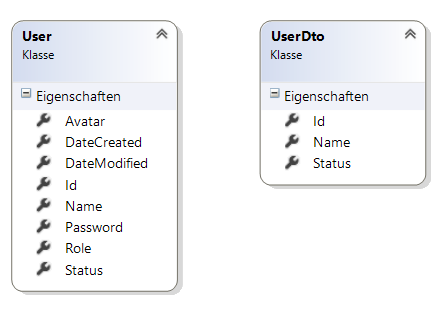 User
Klasse
Eigenschaften
Avatar
DateCreated
DateModified
Id
Name
Password
Role
Status
UserDto
Klasse
Eigenschaften
Id
Name
Status